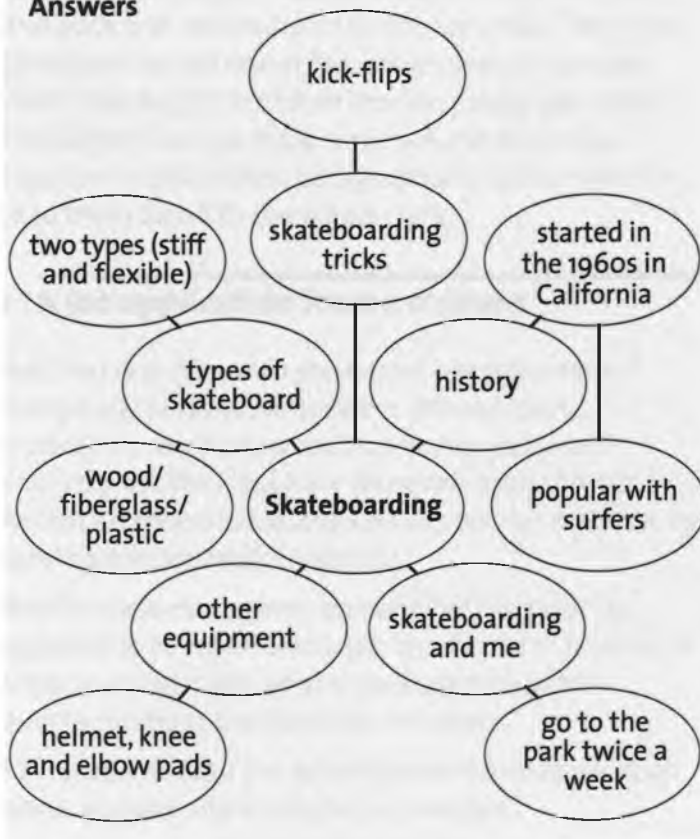 Answers
kick-flips
two types (stiff
and flexible)
skateboarding
tricks
started in
the 1960s in
California
types of
skateboard
history
wood/
fiberglass/
plastic
Skateboarding
popular with
surfers
other
equipment
skateboarding
and me
helmet, knee
and elbow pads
go to the
park twice a
week